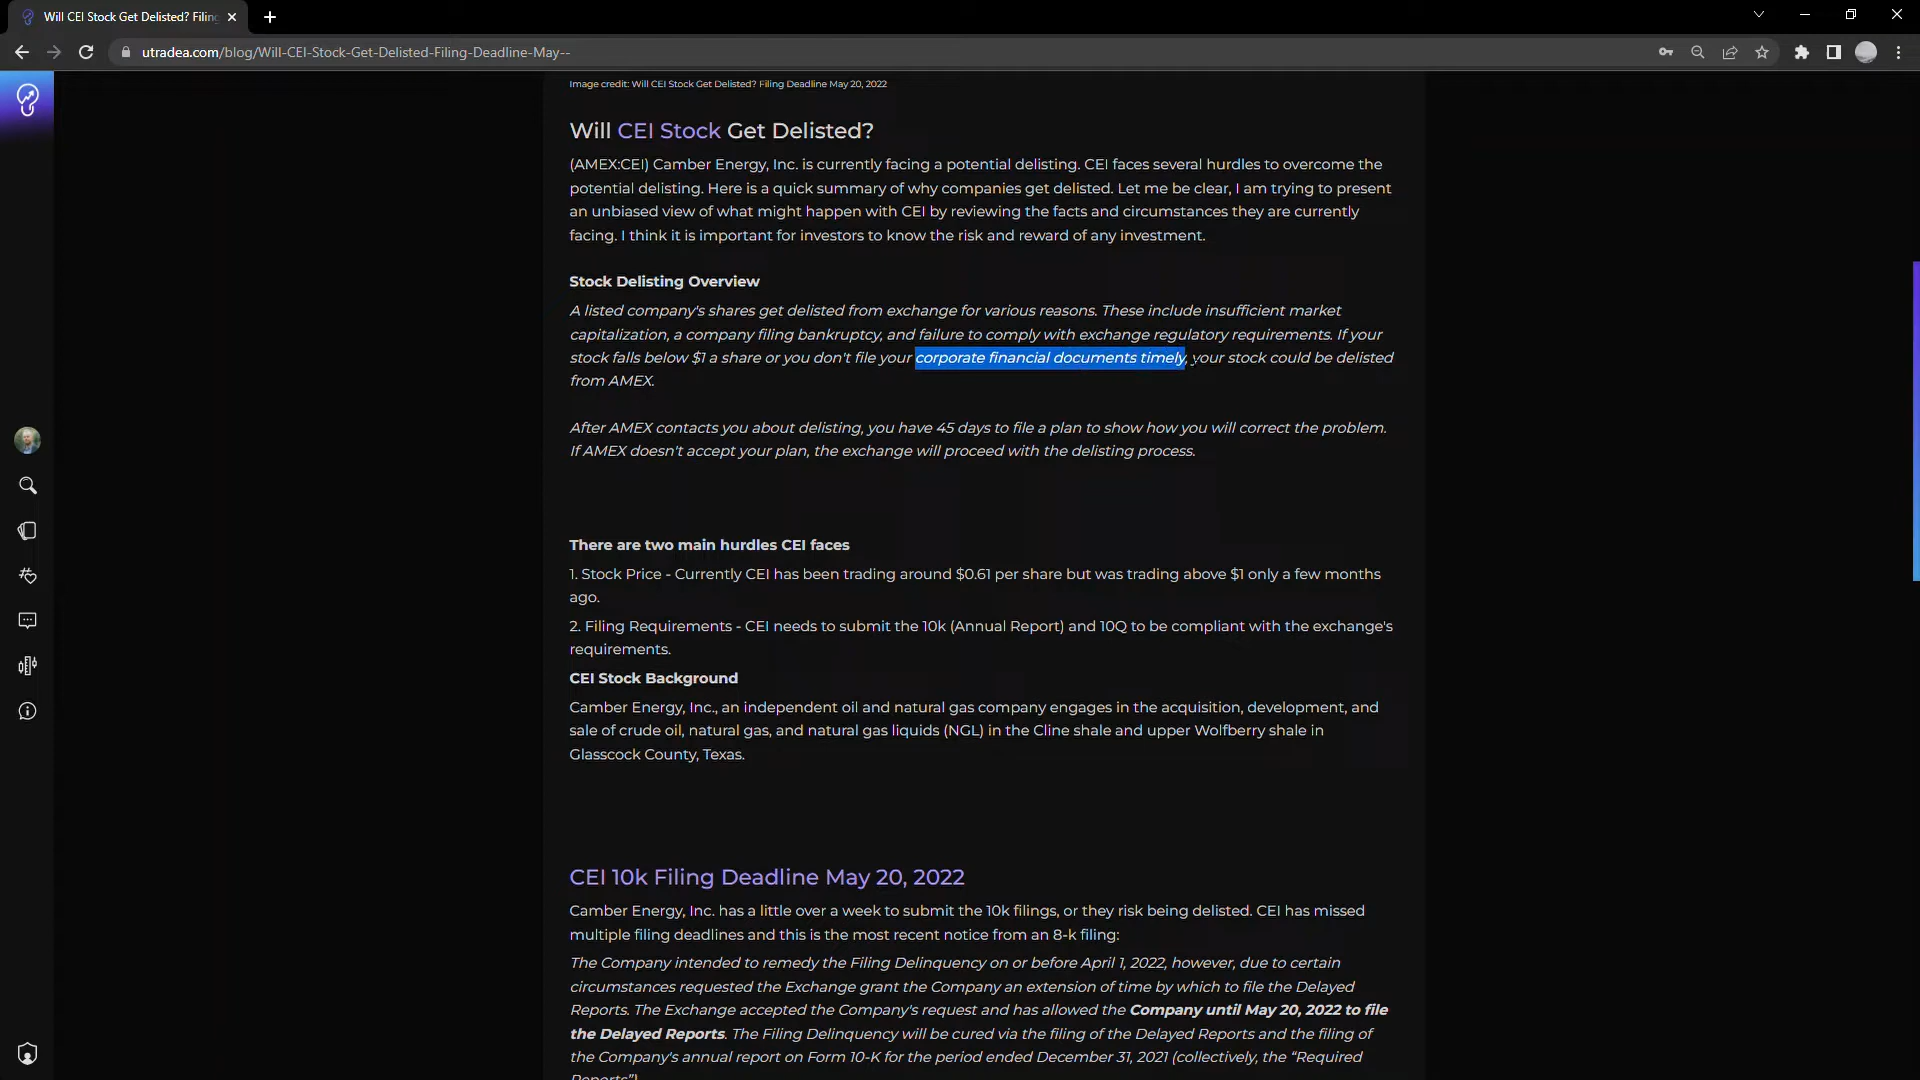 Will CEI Stock Get Delisted? Filin
utradea.com/blog/Will-CEI-Stock-Get-Delisted-Filing-Deadline-May--
Image credit: Will CEI Stock Get Delisted? Filing Deadline May 20, 2022
Will CEI Stock Get Delisted?
(AMEX:CEI) Camber Energy, Inc. is currently facing a potential delisting. CEI faces several hurdles to overcome the
potential delisting. Here is a quick summary of why companies get delisted. Let me be clear, I am trying to present
an unbiased view of what might happen with CEI by reviewing the facts and circumstances they are currently
facing. I think it is important for investors to know the risk and reward of any investment.
Stock Delisting Overview
A listed company's shares get delisted from exchange for various reasons. These include insufficient market
capitalization, a company filing bankruptcy, and failure to comply with exchange regulatory requirements. If your
stock falls below $1 a share or you don't file your corporate financial documents timely, your stock could be delisted
from AMEX.
After AMEX contacts you about delisting, you have 45 days to file a plan to show how you will correct the problem.
If AMEX doesn't accept your plan, the exchange will proceed with the delisting process.
There are two main hurdles CEI faces
1. Stock Price - Currently CEI has been trading around $0.61 per share but was trading above $1 only a few months
ago.
2. Filing Requirements - CEI needs to submit the 10k (Annual Report) and 10Q to be compliant with the exchange's
requirements.
CEI Stock Background
Camber Energy, Inc., an independent oil and natural gas company engages in the acquisition, development, and
sale of crude oil, natural gas, and natural gas liquids (NGL) in the Cline shale and upper Wolfberry shale in
Glasscock County, Texas.
CEI 10k Filing Deadline May 20, 2022
Camber Energy, Inc. has a little over a week to submit the 10k filings, or they risk being delisted. CEI has missed
multiple filing deadlines and this is the most recent notice from an 8-k filing:
The Company intended to remedy the Filing Delinquency on or before April 1, 2022, however, due to certain
circumstances requested the Exchange grant the Company an extension of time by which to file the Delayed
Reports. The Exchange accepted the Company's request and has allowed the Company until May 20, 2022 to file
the Delayed Reports. The Filing Delinquency will be cured via the filing of the Delayed Reports and the filing of
the Company's annual report on Form 10-K for the period ended December 31, 2021 (collectively, the “Required
Reports”)